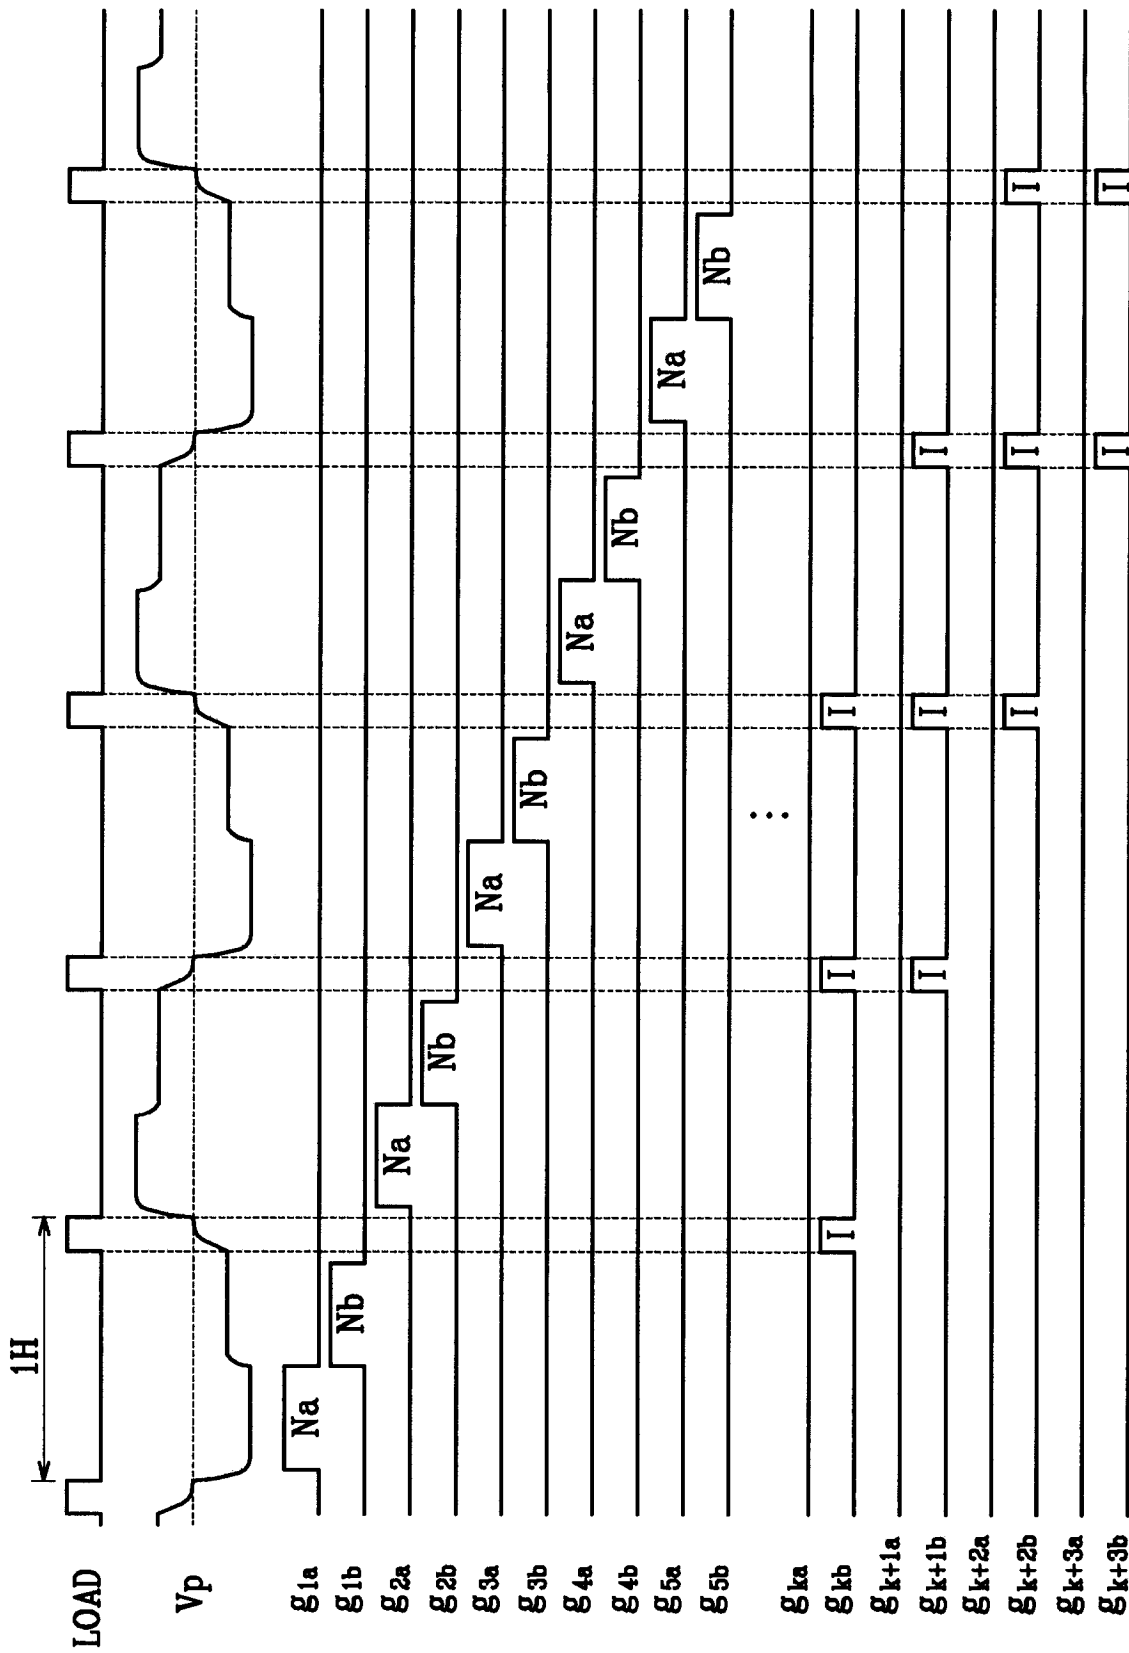 1H
LOAD
Vp
g1a
Na
g1b
Nb
g2a
Na
g2b
Nb
g3a
Na
g3b
Nb
g4a
Na
g4b
Nb
g5a
Na
g5b
Nb
...
gka
gkb
I I I
gk+1a
gk+1b
I I I
gk+2a
gk+2b
I I I
gk+3a
gk+3b
I I